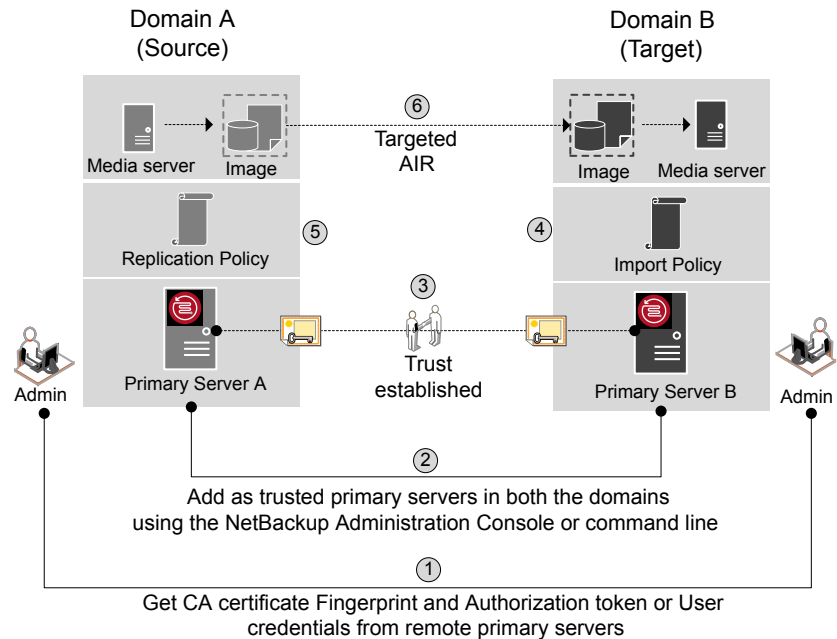 Domain A
(Source)
Domain B
(Target)
6
Targeted
AIR
Media server
Image
Image
Media server
5
4
Replication Policy
Import Policy
3
Trust
established
Primary Server A
Primary Server B
Admin
Admin
2
Add as trusted primary servers in both the domains
using the NetBackup Administration Console or command line
1
Get CA certificate Fingerprint and Authorization token or User
credentials from remote primary servers